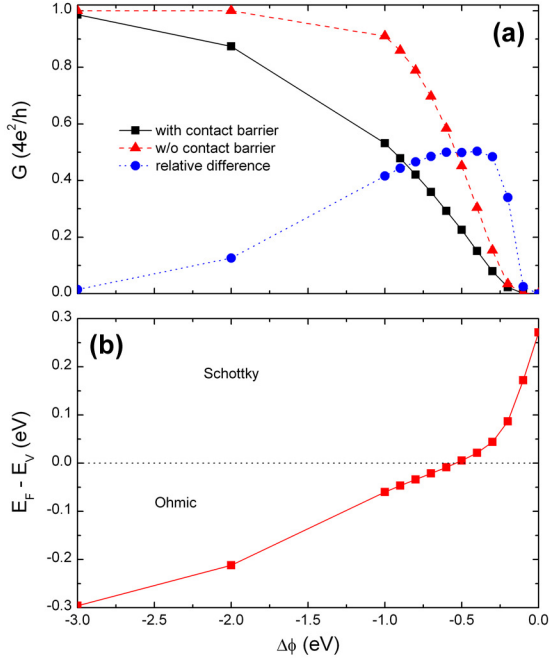 (a)
1.0
0.8
0.6
0.4
0.2
0.0
G (4e²/h)
with contact barrier
w/o contact barrier
relative difference
(b)
0.3
0.2
0.1
0.0
-0.1
-0.2
-0.3
E_F - E_V (eV)
Schottky
Ohmic
-3.0 -2.5 -2.0 -1.5 -1.0 -0.5 0.0
Δϕ (eV)